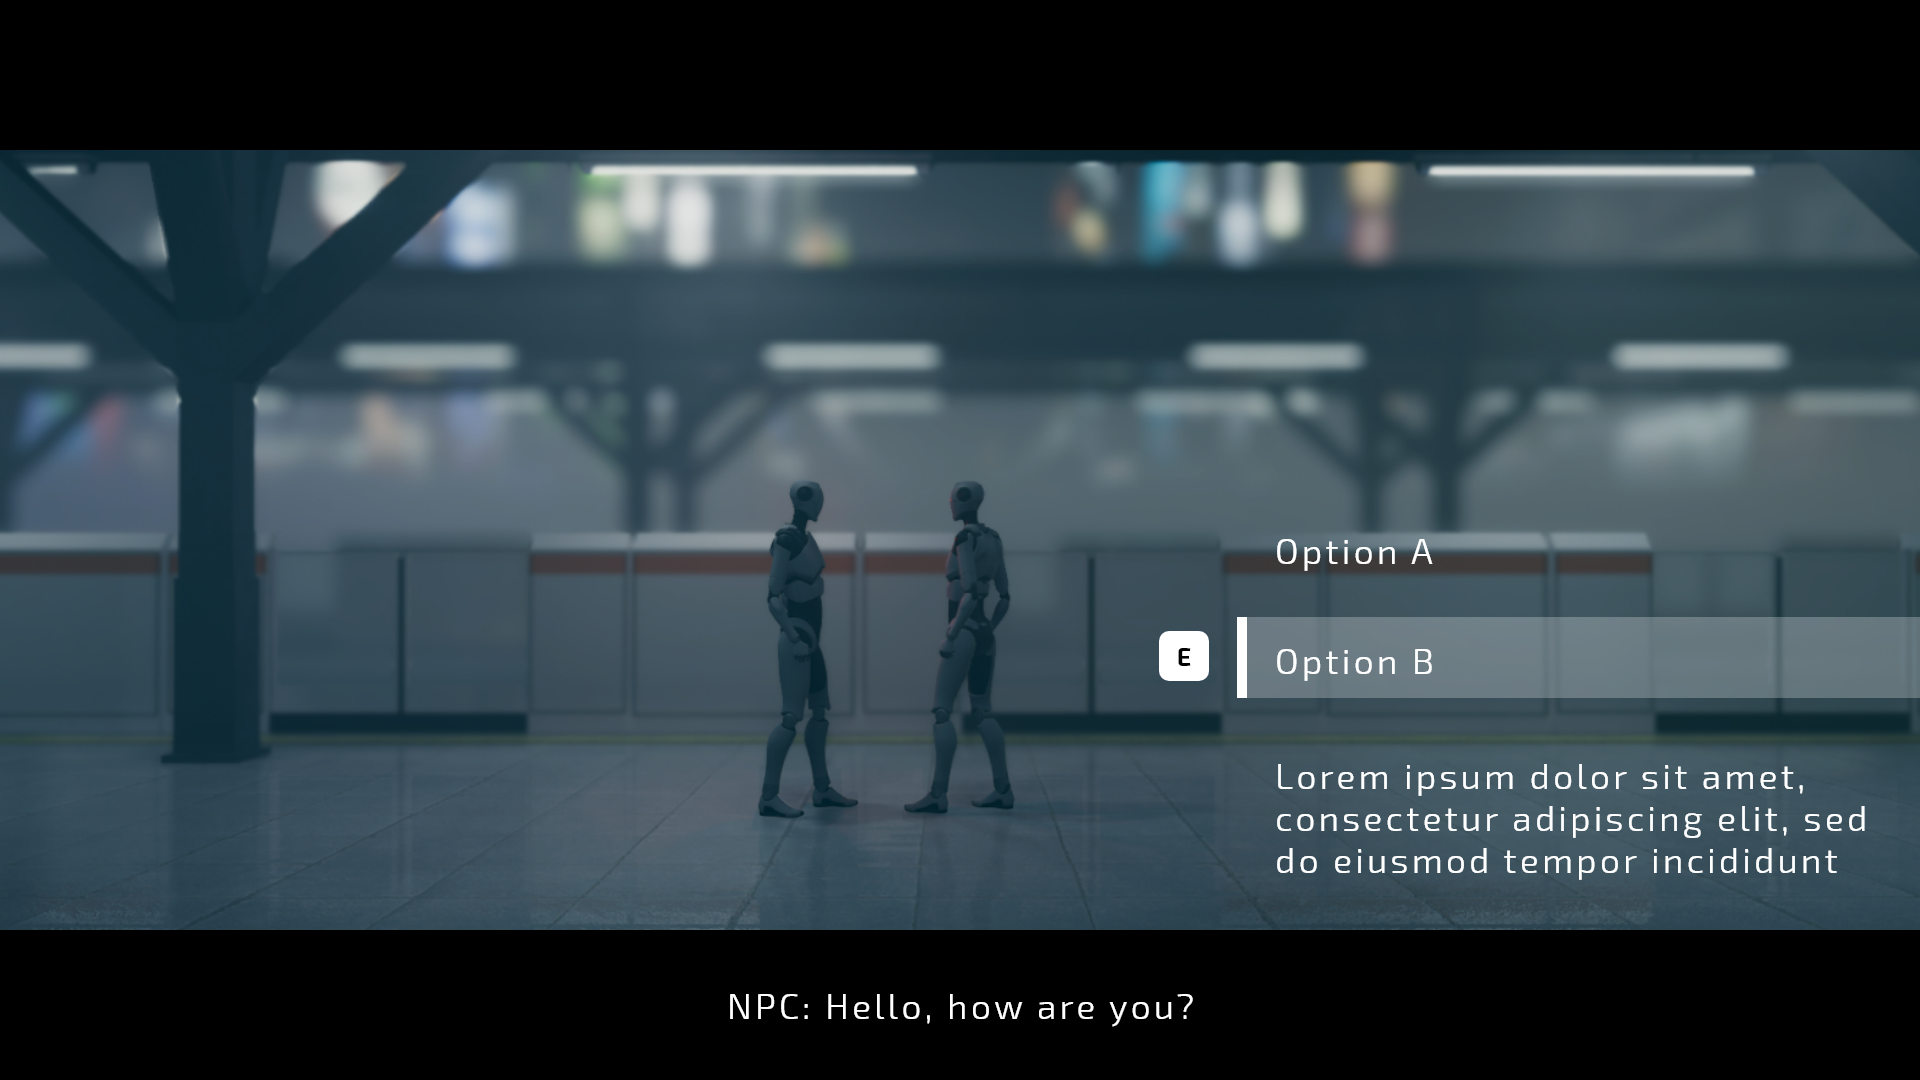 Option A
E
Option B
Lorem ipsum dolor sit amet,
consectetur adipiscing elit, sed
do eiusmod tempor incididunt
NPC: Hello, how are you?